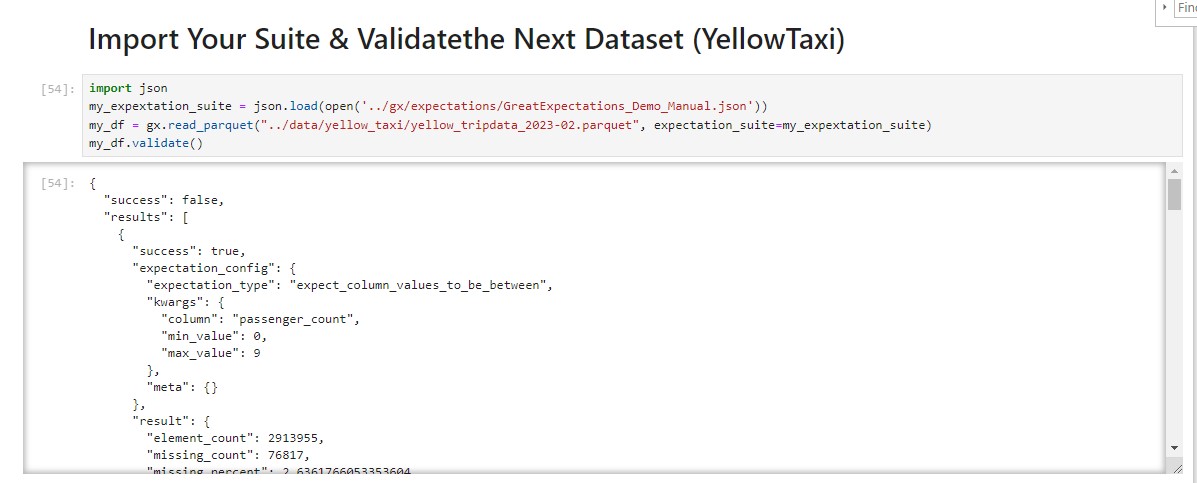 Find
Import Your Suite & Validatethe Next Dataset (YellowTaxi)
[54]: import json
my_expextation_suite = json.load(open('../gx/expectations/GreatExpectations_Demo_Manual.json'))
my_df = gx.read_parquet("../data/yellow_taxi/yellow_tripdata_2023-02.parquet", expectation_suite=my_expextation_suite)
my_df.validate()
[54]: {
"success": false,
"results": [
{
"success": true,
"expectation_config": {
"expectation_type": "expect_column_values_to_be_between",
"kwargs": {
"column": "passenger_count",
"min_value": 0,
"max_value": 9
},
"meta": {}
},
"result": {
"element_count": 2913955,
"missing_count": 76817,
"missing_percent": 2.6361766053353604